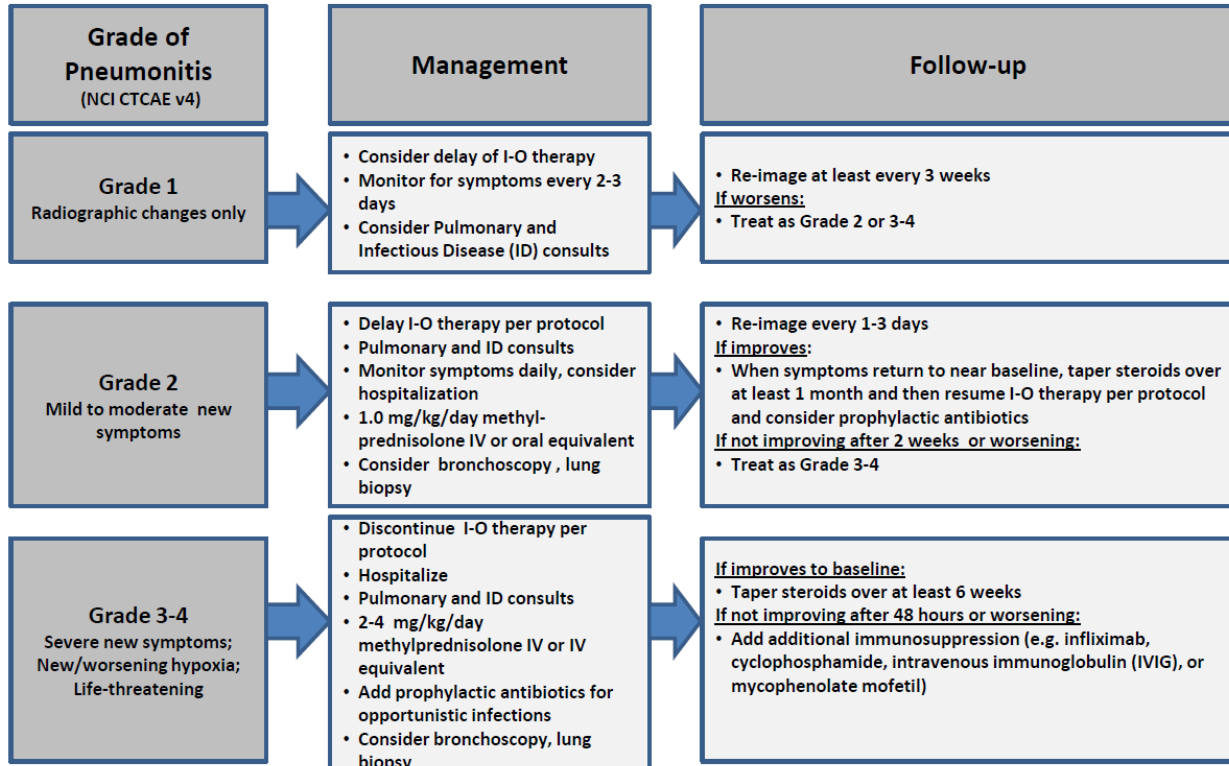 Grade of
Pneumonitis
(NCI CTCAE v4)
Management
Follow-up
Grade 1
Radiographic changes only
• Consider delay of I-O therapy
• Monitor for symptoms every 2-3
days
• Consider Pulmonary and
Infectious Disease (ID) consults
• Re-image at least every 3 weeks
If worsens:
• Treat as Grade 2 or 3-4
Grade 2
Mild to moderate new
symptoms
• Delay I-O therapy per protocol
• Pulmonary and ID consults
• Monitor symptoms daily, consider
hospitalization
• 1.0 mg/kg/day methyl-
prednisolone IV or oral equivalent
• Consider bronchoscopy , lung
biopsy
• Re-image every 1-3 days
If improves:
• When symptoms return to near baseline, taper steroids over
at least 1 month and then resume I-O therapy per protocol
and consider prophylactic antibiotics
If not improving after 2 weeks or worsening:
• Treat as Grade 3-4
Grade 3-4
Severe new symptoms;
New/worsening hypoxia;
Life-threatening
• Discontinue I-O therapy per
protocol
• Hospitalize
• Pulmonary and ID consults
• 2-4 mg/kg/day
methylprednisolone IV or IV
equivalent
• Add prophylactic antibiotics for
opportunistic infections
• Consider bronchoscopy, lung
biopsy
If improves to baseline:
• Taper steroids over at least 6 weeks
If not improving after 48 hours or worsening:
• Add additional immunosuppression (e.g. infliximab,
cyclophosphamide, intravenous immunoglobulin (IVIG), or
mycophenolate mofetil)